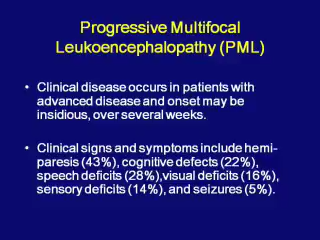 Progressive Multifocal
Leukoencephalopathy (PML)
• Clinical disease occurs in patients with
advanced disease and onset may be
insidious, over several weeks.
• Clinical signs and symptoms include hemi-
paresis (43%), cognitive defects (22%),
speech deficits (28%),visual deficits (16%),
sensory deficits (14%), and seizures (5%).